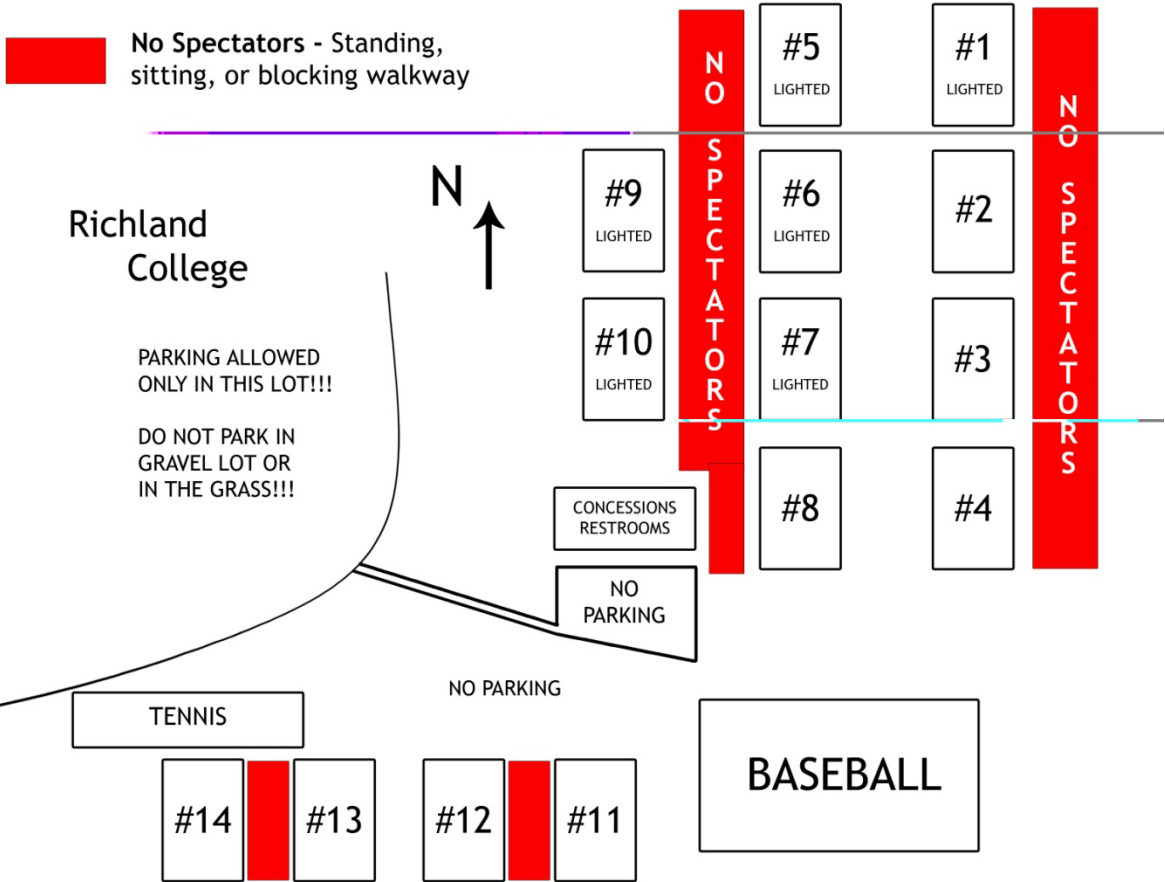 No Spectators - Standing,
sitting, or blocking walkway
Richland
College
N
PARKING ALLOWED
ONLY IN THIS LOT!!!
DO NOT PARK IN
GRAVEL LOT OR
IN THE GRASS!!!
#9
LIGHTED
#10
LIGHTED
NO SPECTATORS
#5
LIGHTED
#6
LIGHTED
#7
LIGHTED
#8
#1
LIGHTED
#2
#3
#4
NO SPECTATORS
CONCESSIONS
RESTROOMS
NO
PARKING
NO PARKING
TENNIS
#14
#13
#12
#11
BASEBALL